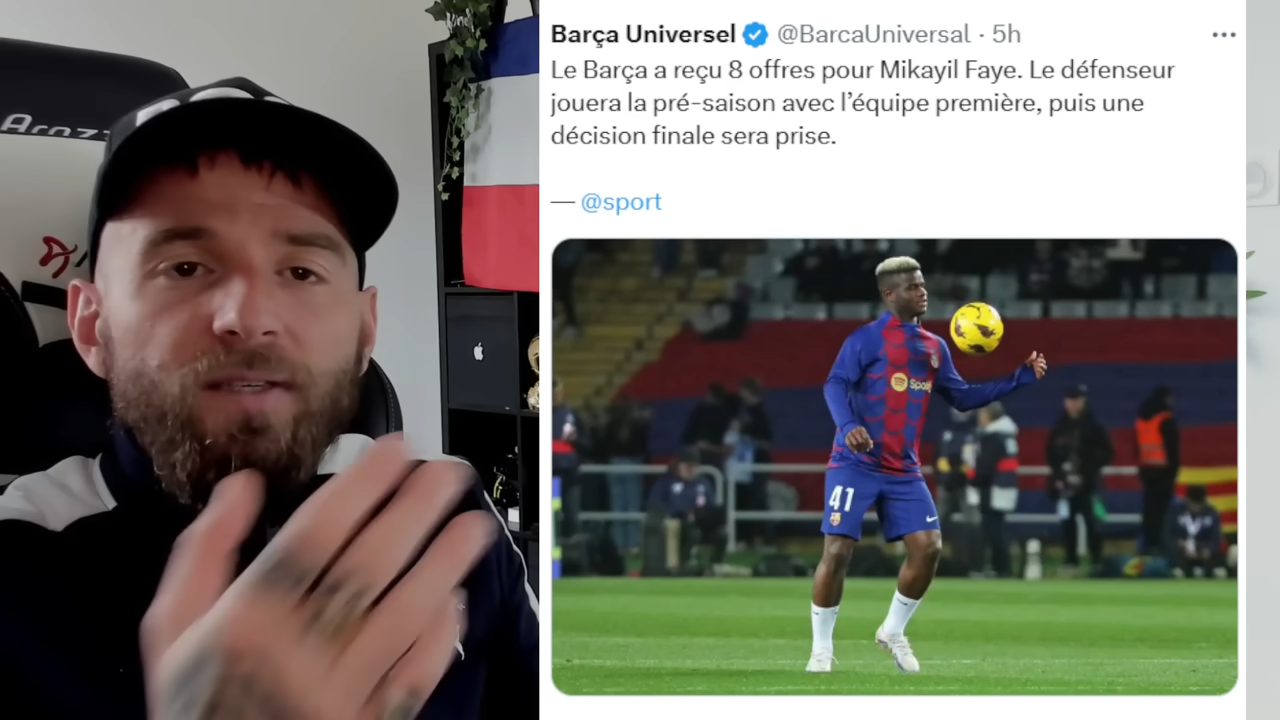 Barça Universel @BarcaUniversal · 5h
Le Barça a reçu 8 offres pour Mikayil Faye. Le défenseur
jouera la pré-saison avec l’équipe première, puis une
décision finale sera prise.
— @sport
41